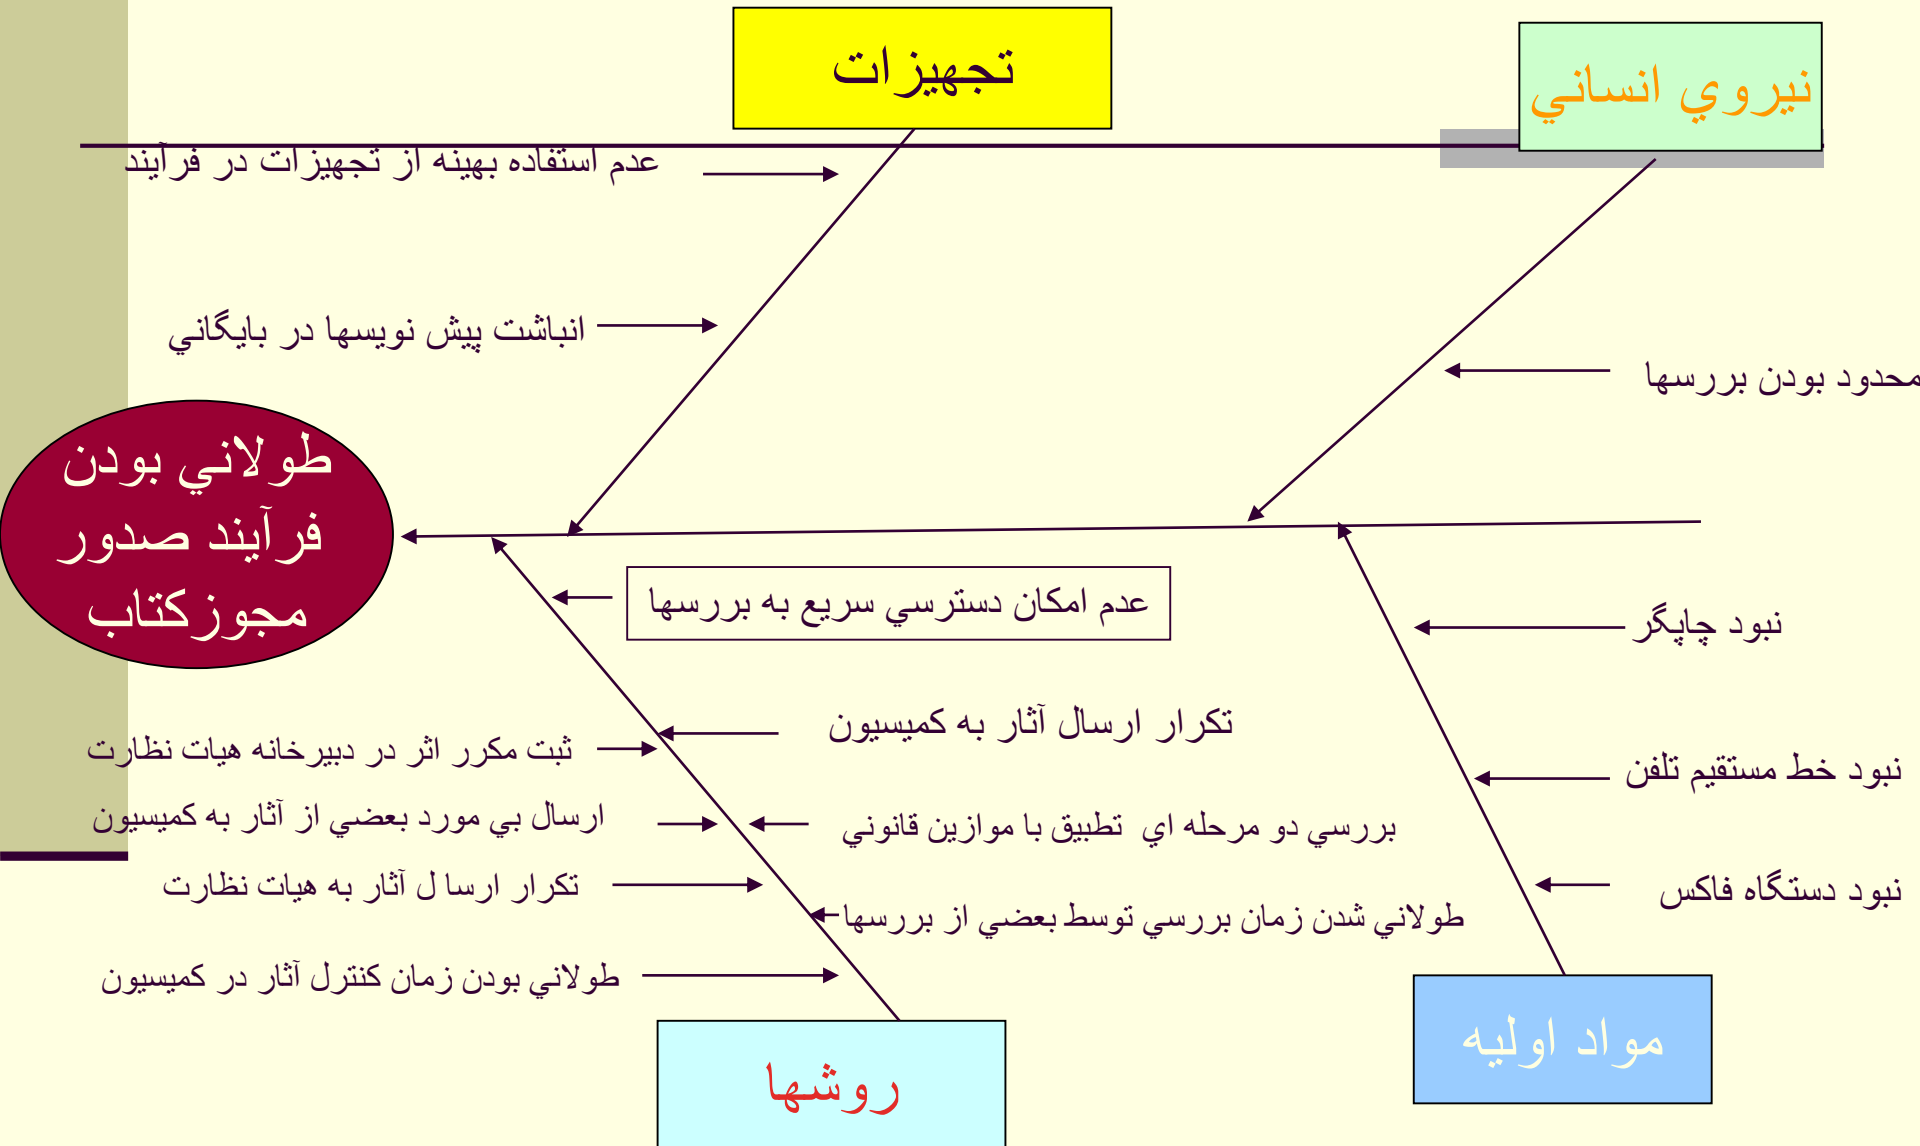 تجهيزات
نيروي انساني
عدم استفاده بهينه از تجهيزات در فرآيند
انباشت پيش نويسها در بايگاني
محدود بودن بررسها
طولاني بودن
فرآيند صدور
مجوزكتاب
عدم امكان دسترسي سريع به بررسها
نبود چاپگر
تكرار ارسال آثار به كميسيون
ثبت مكرر اثر در دبيرخانه هيات نظارت
نبود خط مستقيم تلفن
ارسال بي مورد بعضي از آثار به كميسيون
بررسي دو مرحله اي تطبيق با موازين قانوني
تكرار ارسا ل آثار به هيات نظارت
نبود دستگاه فاكس
طولاني شدن زمان بررسي توسط بعضي از بررسها
طولاني بودن زمان كنترل آثار در كميسيون
مواد اوليه
روشها